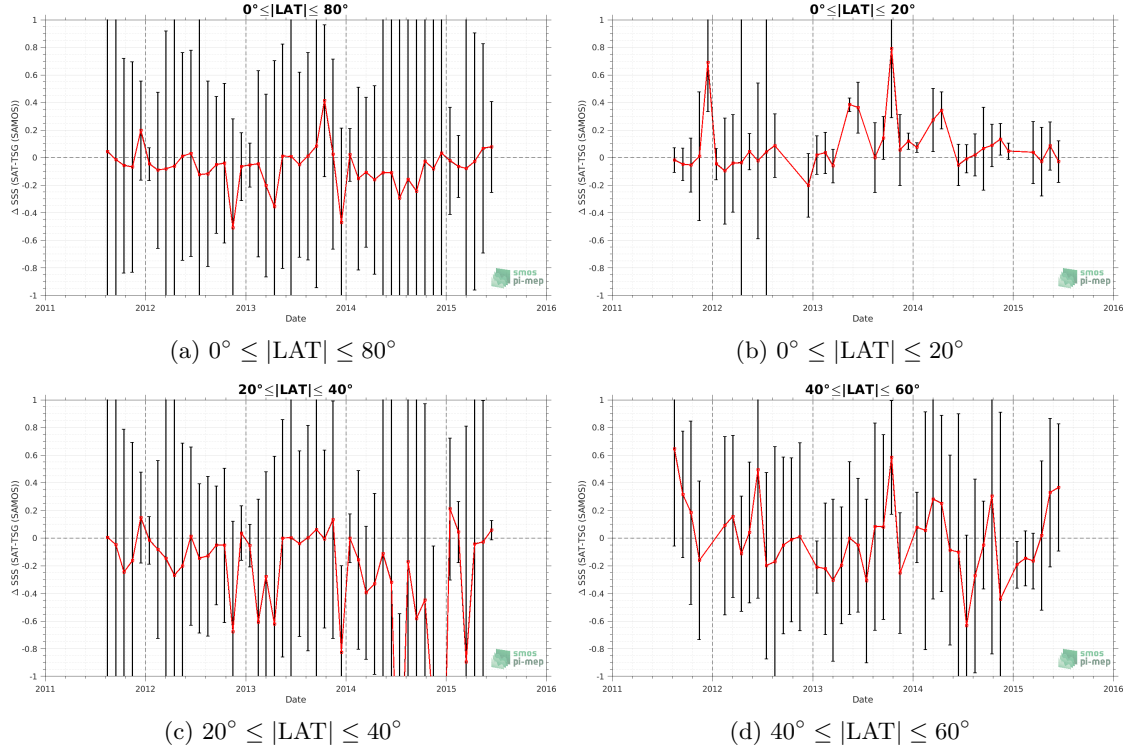 0°≤|LAT|≤ 80°
Δ SSS (SAT-TSG (SAMOS))
1
0.8
0.6
0.4
0.2
0
-0.2
-0.4
-0.6
-0.8
-1
2011 2012 2013 2014 2015 2016
Date
smos
pi-mep
(a) 0° ≤ |LAT| ≤ 80°
0°≤|LAT|≤ 20°
Δ SSS (SAT-TSG (SAMOS))
1
0.8
0.6
0.4
0.2
0
-0.2
-0.4
-0.6
-0.8
-1
2011 2012 2013 2014 2015 2016
Date
smos
pi-mep
(b) 0° ≤ |LAT| ≤ 20°
20°≤|LAT|≤ 40°
Δ SSS (SAT-TSG (SAMOS))
1
0.8
0.6
0.4
0.2
0
-0.2
-0.4
-0.6
-0.8
-1
2011 2012 2013 2014 2015 2016
Date
smos
pi-mep
(c) 20° ≤ |LAT| ≤ 40°
40°≤|LAT|≤ 60°
Δ SSS (SAT-TSG (SAMOS))
1
0.8
0.6
0.4
0.2
0
-0.2
-0.4
-0.6
-0.8
-1
2011 2012 2013 2014 2015 2016
Date
smos
pi-mep
(d) 40° ≤ |LAT| ≤ 60°